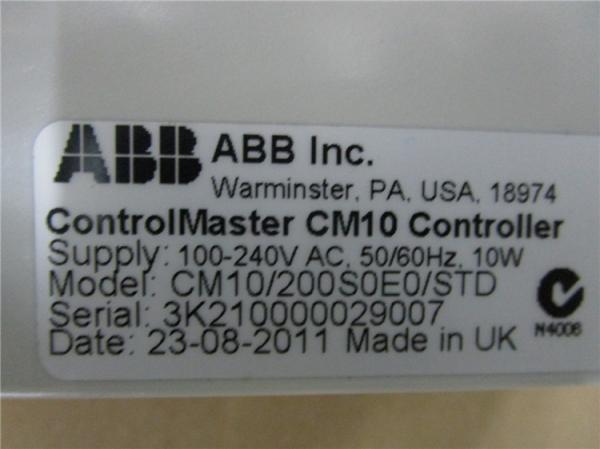 ABB ABB Inc.
Warminster, PA, USA, 18974
ControlMaster CM10 Controller
Supply: 100-240V AC, 50/60Hz, 10W
Model: CM10/200S0E0/STD
Serial: 3K210000029007
Date: 23-08-2011 Made in UK
N4006